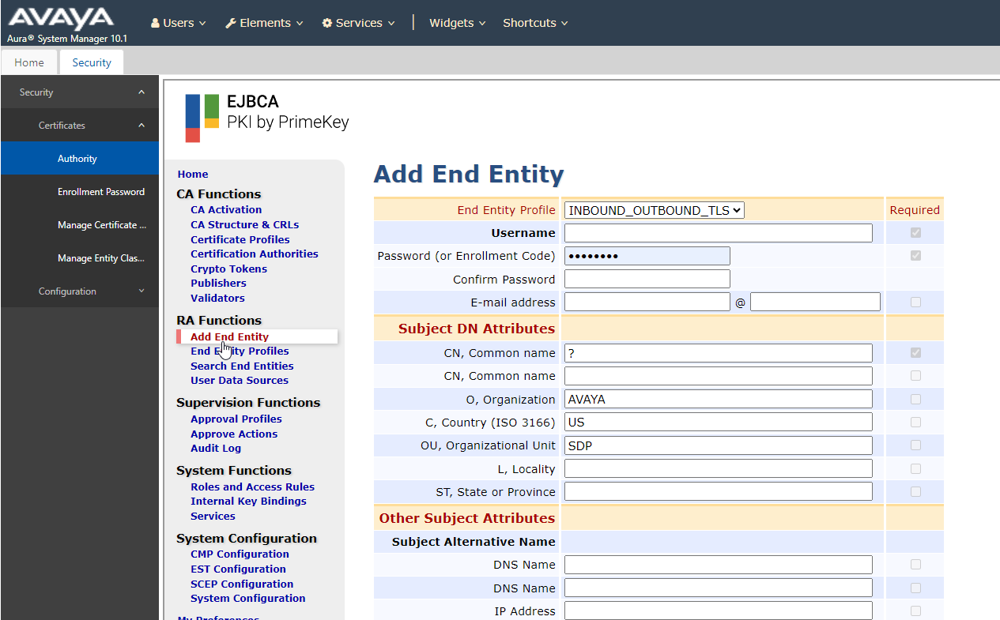 AVAYA
Aura® System Manager 10.1
Users
Elements
Services
Widgets
Shortcuts
Home
Security
Security
Certificates
Authority
Enrollment Password
Manage Certificate ...
Manage Entity Clas...
Configuration
EJBCA
PKI by PrimeKey
Home
CA Functions
CA Activation
CA Structure & CRLs
Certificate Profiles
Certification Authorities
Crypto Tokens
Publishers
Validators
RA Functions
Add End Entity
End Entity Profiles
Search End Entities
User Data Sources
Supervision Functions
Approval Profiles
Approve Actions
Audit Log
System Functions
Roles and Access Rules
Internal Key Bindings
Services
System Configuration
CMP Configuration
EST Configuration
SCEP Configuration
System Configuration
My Preferences
Add End Entity
End Entity Profile INBOUND_OUTBOUND_TLS Required
Username
Password (or Enrollment Code) ••••••••
Confirm Password
E-mail address @
Subject DN Attributes
CN, Common name ?
CN, Common name
O, Organization AVAYA
C, Country (ISO 3166) US
OU, Organizational Unit SDP
L, Locality
ST, State or Province
Other Subject Attributes
Subject Alternative Name
DNS Name
DNS Name
IP Address